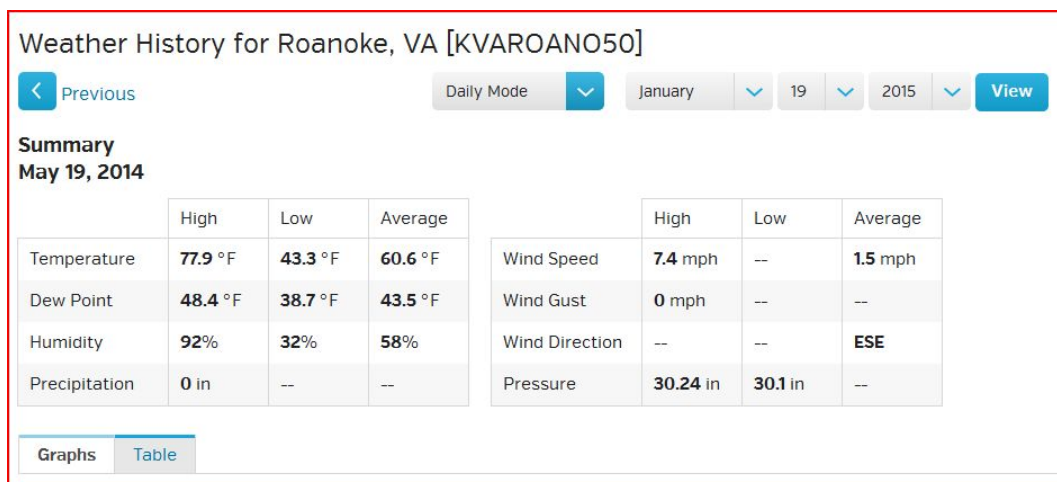 Weather History for Roanoke, VA [KVAROANO50]
Previous Daily Mode January 19 2015 View
Summary
May 19, 2014
High Low Average High Low Average
Temperature 77.9 °F 43.3 °F 60.6 °F Wind Speed 7.4 mph -- 1.5 mph
Dew Point 48.4 °F 38.7 °F 43.5 °F Wind Gust 0 mph -- --
Humidity 92% 32% 58% Wind Direction -- -- ESE
Precipitation 0 in -- -- Pressure 30.24 in 30.1 in --
Graphs Table